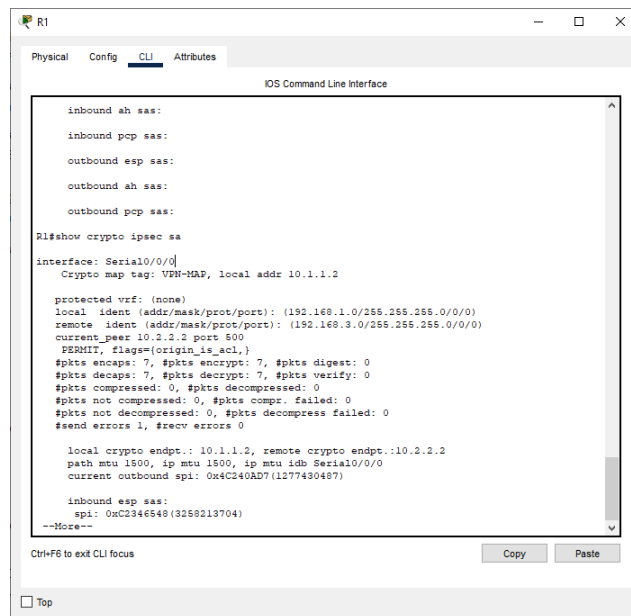 R1
Physical Config CLI Attributes
IOS Command Line Interface
inbound ah sas:
inbound pcp sas:
outbound esp sas:
outbound ah sas:
outbound pcp sas:
R1#show crypto ipsec sa
interface: Serial0/0/0
Crypto map tag: VPN-MAP, local addr 10.1.1.2
protected vrf: (none)
local ident (addr/mask/prot/port): (192.168.1.0/255.255.255.0/0/0)
remote ident (addr/mask/prot/port): (192.168.3.0/255.255.255.0/0/0)
current_peer 10.2.2.2 port 500
PERMIT, flags={origin_is_acl,}
#pkts encaps: 7, #pkts encrypt: 7, #pkts digest: 0
#pkts decaps: 7, #pkts decrypt: 7, #pkts verify: 0
#pkts compressed: 0, #pkts decompressed: 0
#pkts not compressed: 0, #pkts compr. failed: 0
#pkts not decompressed: 0, #pkts decompress failed: 0
#send errors 1, #recv errors 0
local crypto endpt.: 10.1.1.2, remote crypto endpt.:10.2.2.2
path mtu 1500, ip mtu 1500, ip mtu idb Serial0/0/0
current outbound spi: 0x4C240AD7(1277430487)
inbound esp sas:
spi: 0xC2346548(3258213704)
--More--
Ctrl+F6 to exit CLI focus
Copy Paste
Top